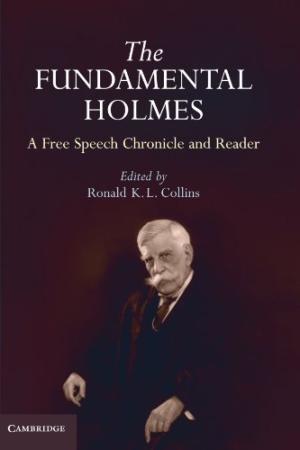 The
FUNDAMENTAL
HOLMES
A Free Speech Chronicle and Reader
Edited by
Ronald K. L. Collins
CAMBRIDGE